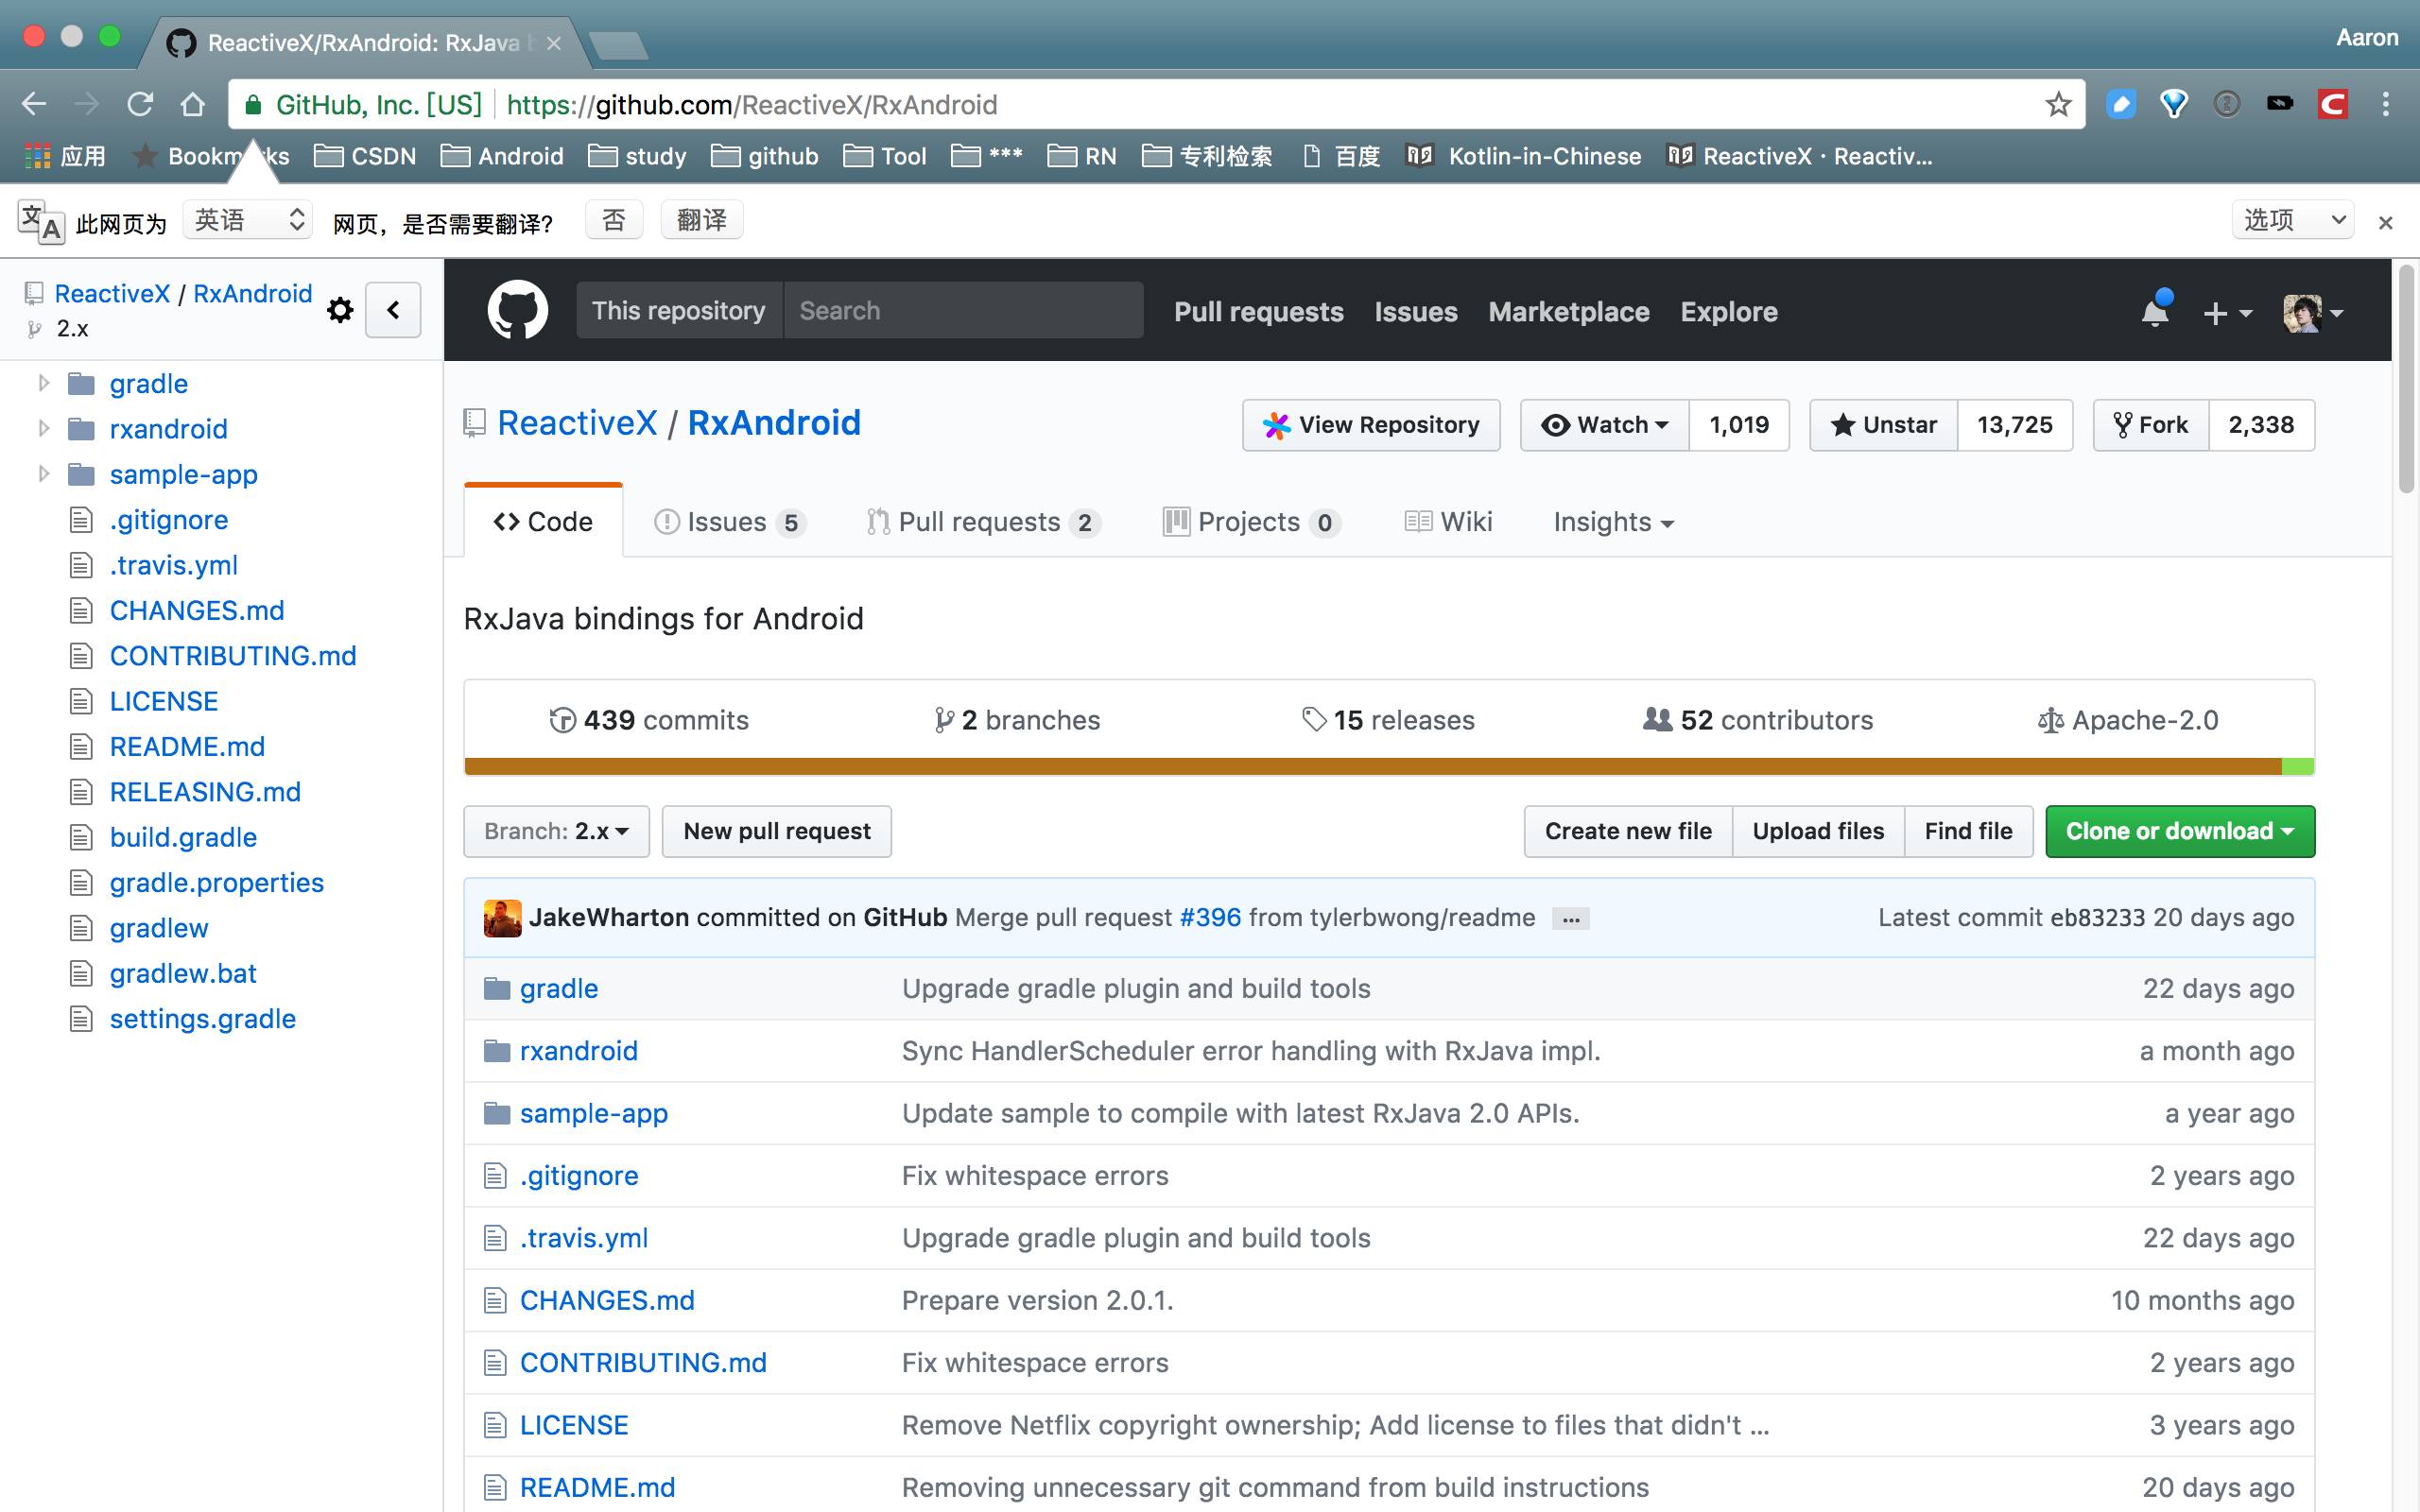 ReactiveX/RxAndroid: RxJava
Aaron
GitHub, Inc. [US] https://github.com/ReactiveX/RxAndroid
应用 Bookmarks CSDN Android study github Tool *** RN 专利检索 百度 Kotlin-in-Chinese ReactiveX · Reactiv...
此网页为 英语 网页，是否需要翻译? 否 翻译 选项
ReactiveX / RxAndroid
2.x
gradle
rxandroid
sample-app
.gitignore
.travis.yml
CHANGES.md
CONTRIBUTING.md
LICENSE
README.md
RELEASING.md
build.gradle
gradle.properties
gradlew
gradlew.bat
settings.gradle
This repository Search Pull requests Issues Marketplace Explore
ReactiveX / RxAndroid View Repository Watch 1,019 Unstar 13,725 Fork 2,338
Code Issues 5 Pull requests 2 Projects 0 Wiki Insights
RxJava bindings for Android
439 commits 2 branches 15 releases 52 contributors Apache-2.0
Branch: 2.x New pull request Create new file Upload files Find file Clone or download
JakeWharton committed on GitHub Merge pull request #396 from tylerbwong/readme ... Latest commit eb83233 20 days ago
gradle Upgrade gradle plugin and build tools 22 days ago
rxandroid Sync HandlerScheduler error handling with RxJava impl. a month ago
sample-app Update sample to compile with latest RxJava 2.0 APIs. a year ago
.gitignore Fix whitespace errors 2 years ago
.travis.yml Upgrade gradle plugin and build tools 22 days ago
CHANGES.md Prepare version 2.0.1. 10 months ago
CONTRIBUTING.md Fix whitespace errors 2 years ago
LICENSE Remove Netflix copyright ownership; Add license to files that didn't ... 3 years ago
README.md Removing unnecessary git command from build instructions 20 days ago